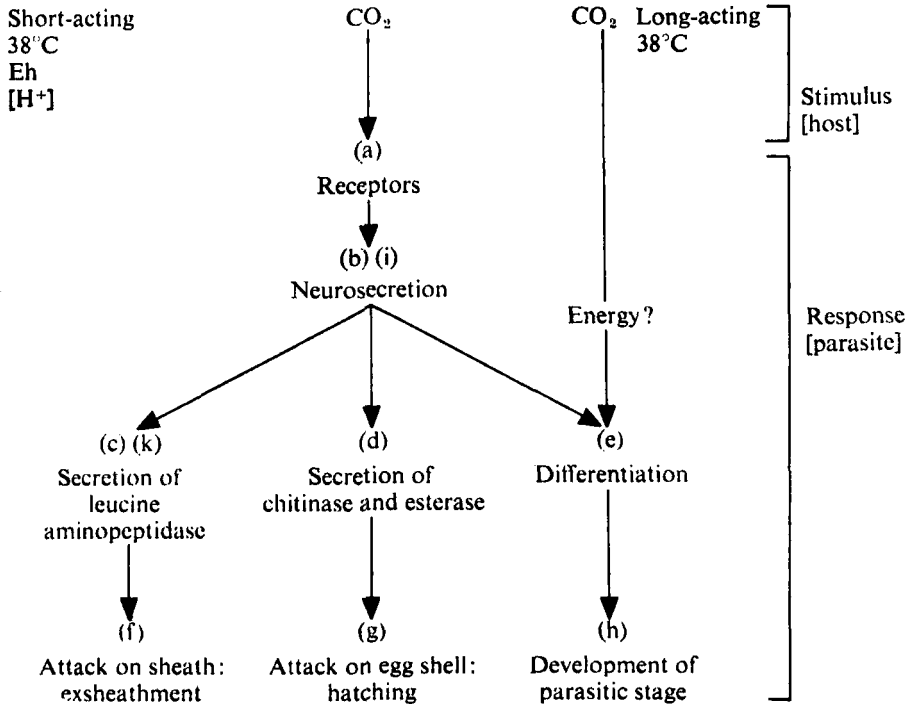 Short-acting
38°C
Eh
[H+]
CO₂
CO₂ Long-acting
38°C
Stimulus
[host]
(a)
Receptors
(b) (i)
Neurosecretion
Energy?
Response
[parasite]
(c) (k)
Secretion of
leucine
aminopeptidase
(d)
Secretion of
chitinase and esterase
(e)
Differentiation
(f)
Attack on sheath:
exsheathment
(g)
Attack on egg shell:
hatching
(h)
Development of
parasitic stage